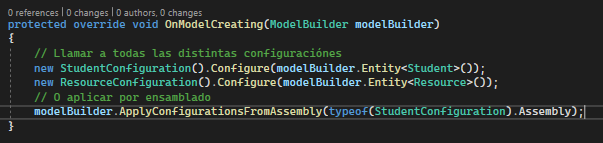 0 references | 0 changes | 0 authors, 0 changes
protected override void OnModelCreating(ModelBuilder modelBuilder)
{
// Llamar a todas las distintas configuraciónes
new StudentConfiguration().Configure(modelBuilder.Entity<Student>());
new ResourceConfiguration().Configure(modelBuilder.Entity<Resource>());
// O aplicar por ensamblado
modelBuilder.ApplyConfigurationsFromAssembly(typeof(StudentConfiguration).Assembly);
}